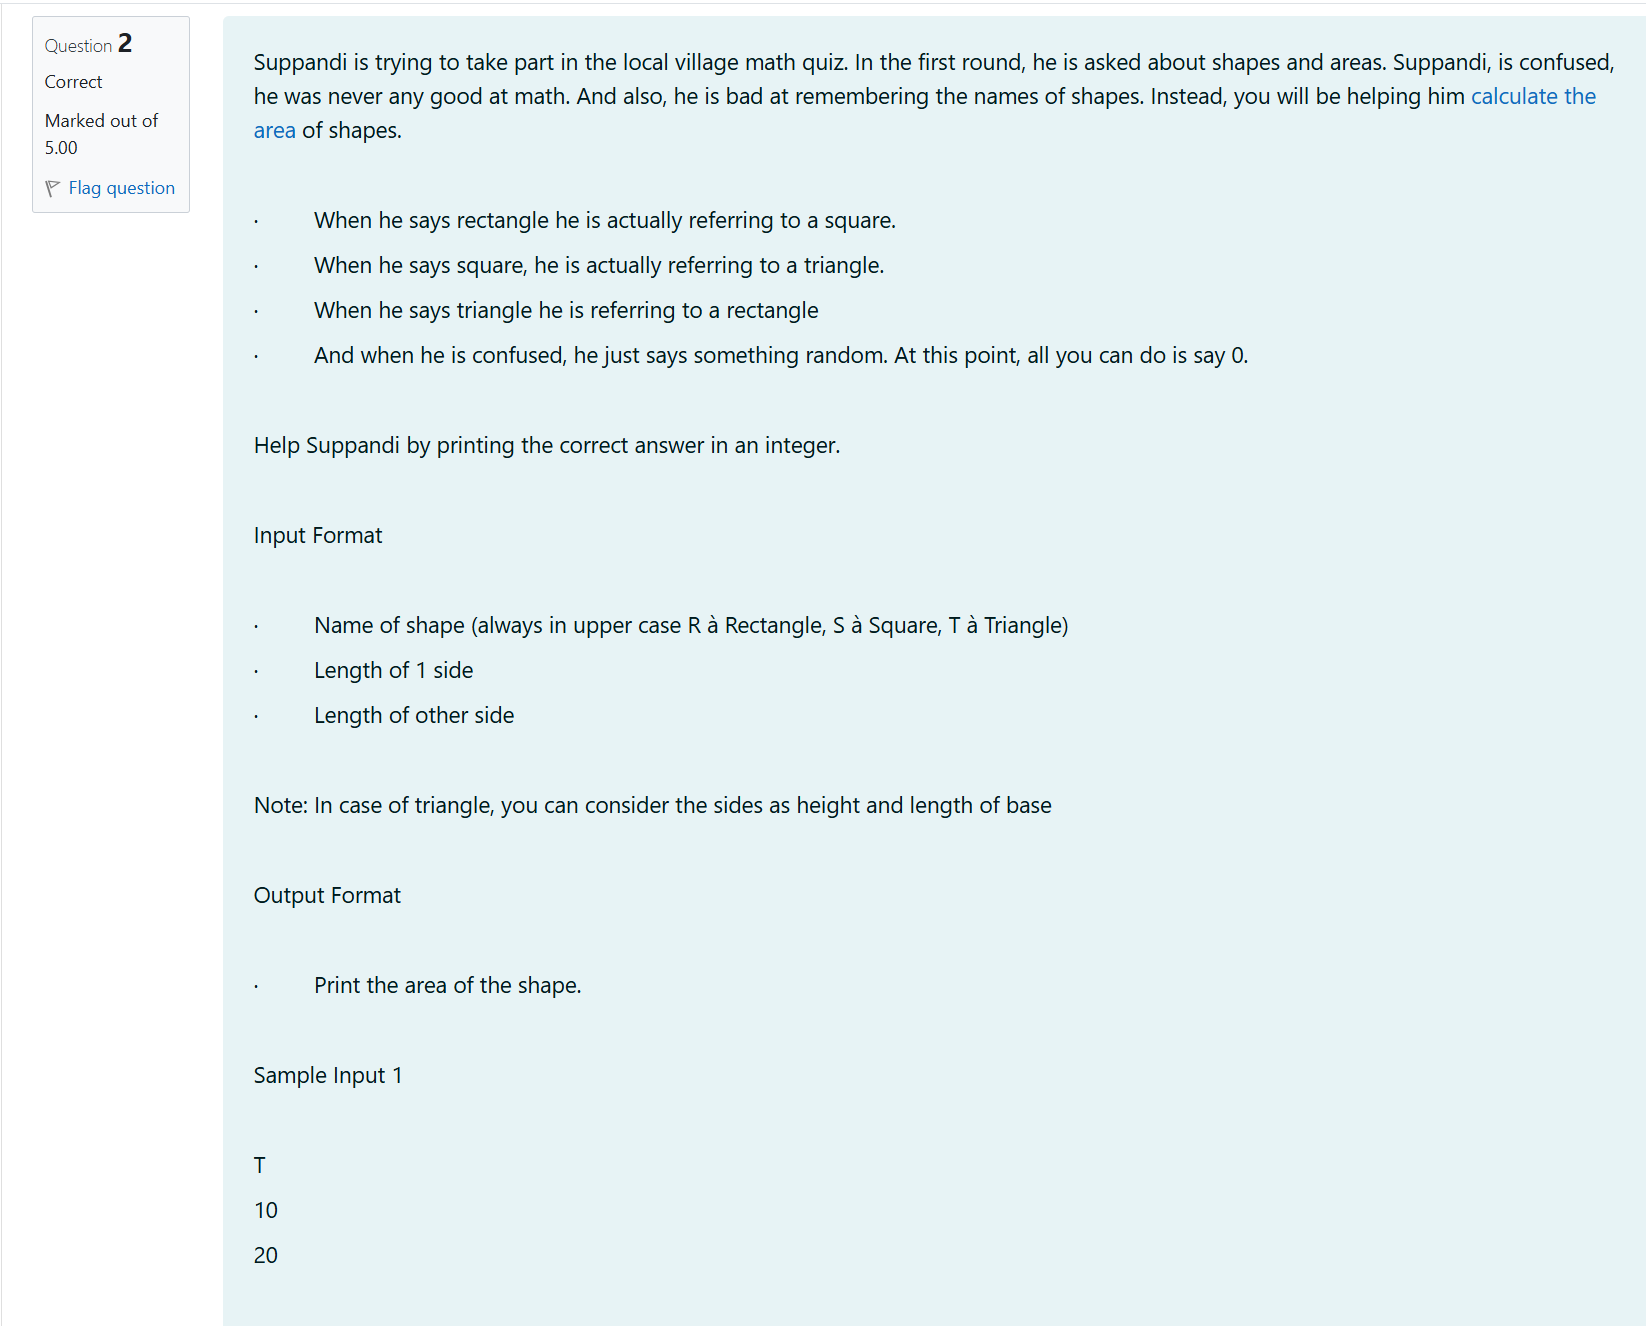 Question 2
Correct
Marked out of
5.00
Flag question
Suppandi is trying to take part in the local village math quiz. In the first round, he is asked about shapes and areas. Suppandi, is confused,
he was never any good at math. And also, he is bad at remembering the names of shapes. Instead, you will be helping him calculate the
area of shapes.
· When he says rectangle he is actually referring to a square.
· When he says square, he is actually referring to a triangle.
· When he says triangle he is referring to a rectangle
· And when he is confused, he just says something random. At this point, all you can do is say 0.
Help Suppandi by printing the correct answer in an integer.
Input Format
· Name of shape (always in upper case R à Rectangle, S à Square, T à Triangle)
· Length of 1 side
· Length of other side
Note: In case of triangle, you can consider the sides as height and length of base
Output Format
· Print the area of the shape.
Sample Input 1
T
10
20